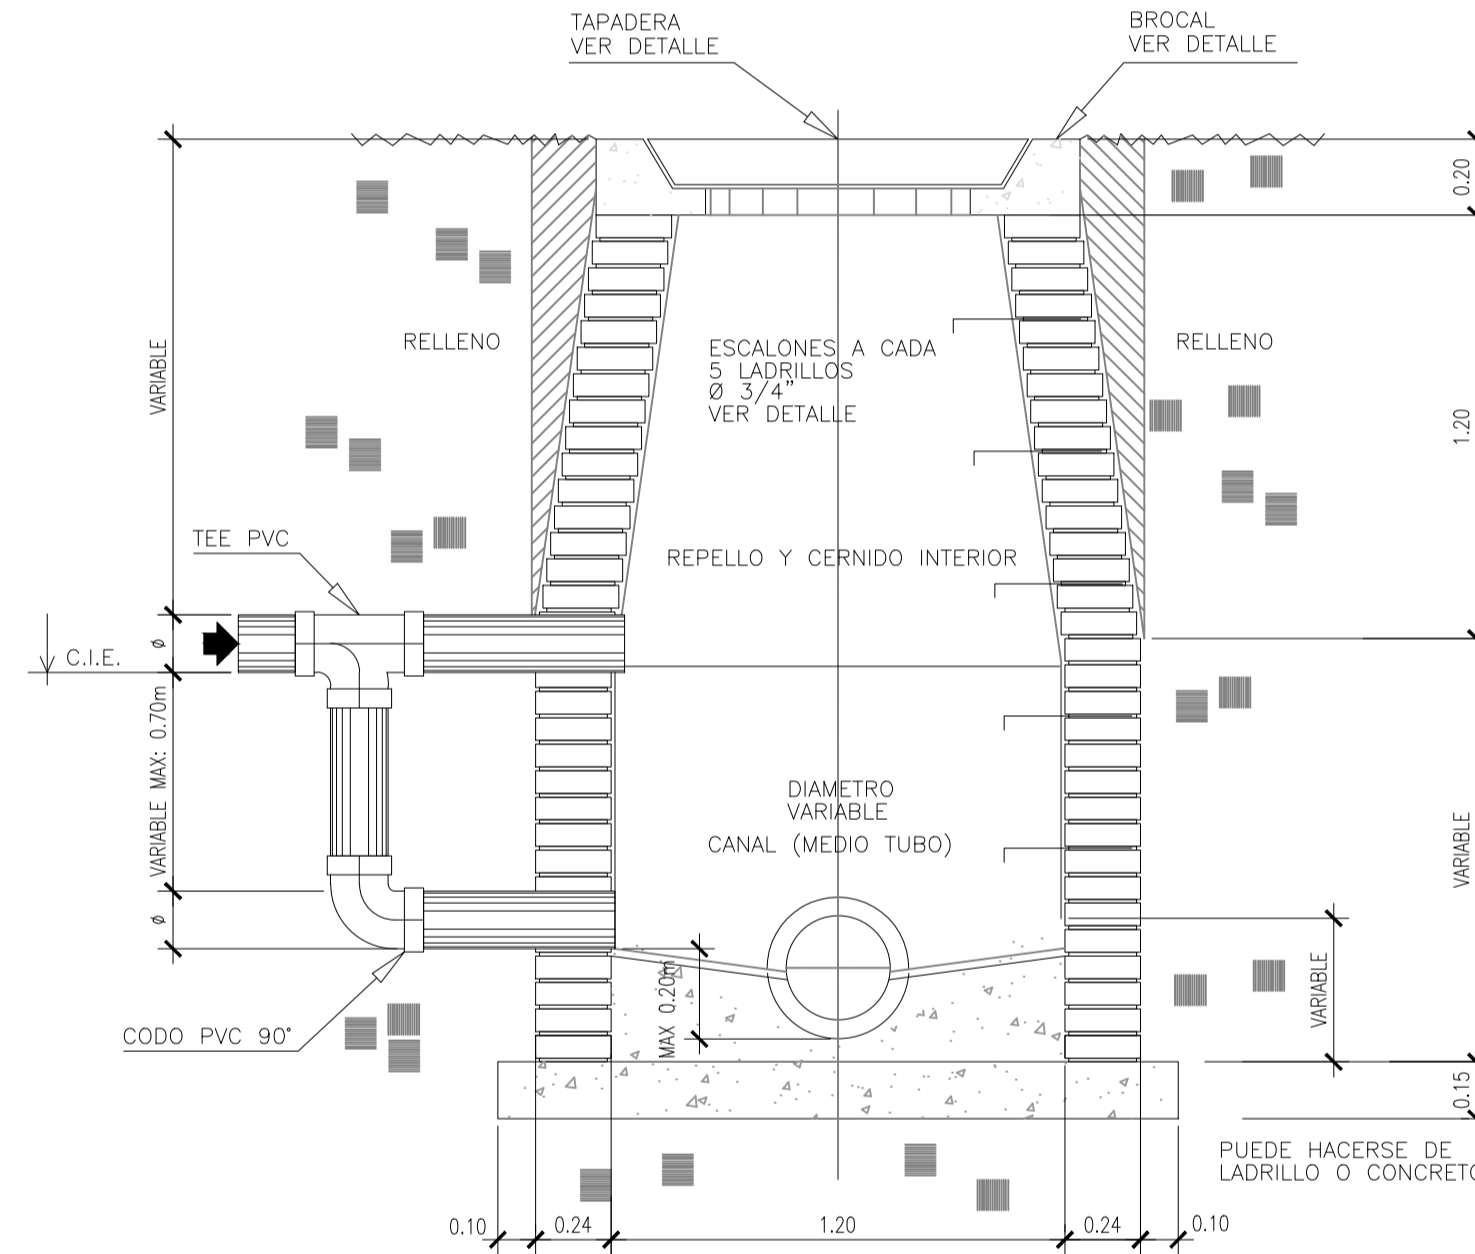 TAPADERA
VER DETALLE
BROCAL
VER DETALLE
0.20
VARIABLE
RELLENO
ESCALONES A CADA
5 LADRILLOS
Ø 3/4"
VER DETALLE
RELLENO
1.20
TEE PVC
REPELLO Y CERNIDO INTERIOR
ø
C.I.E.
VARIABLE MAX: 0.70m
DIAMETRO
VARIABLE
CANAL (MEDIO TUBO)
VARIABLE
ø
MAX 0.20m
VARIABLE
CODO PVC 90°
0.15
PUEDE HACERSE DE
LADRILLO O CONCRETO
0.10
0.24
1.20
0.24
0.10